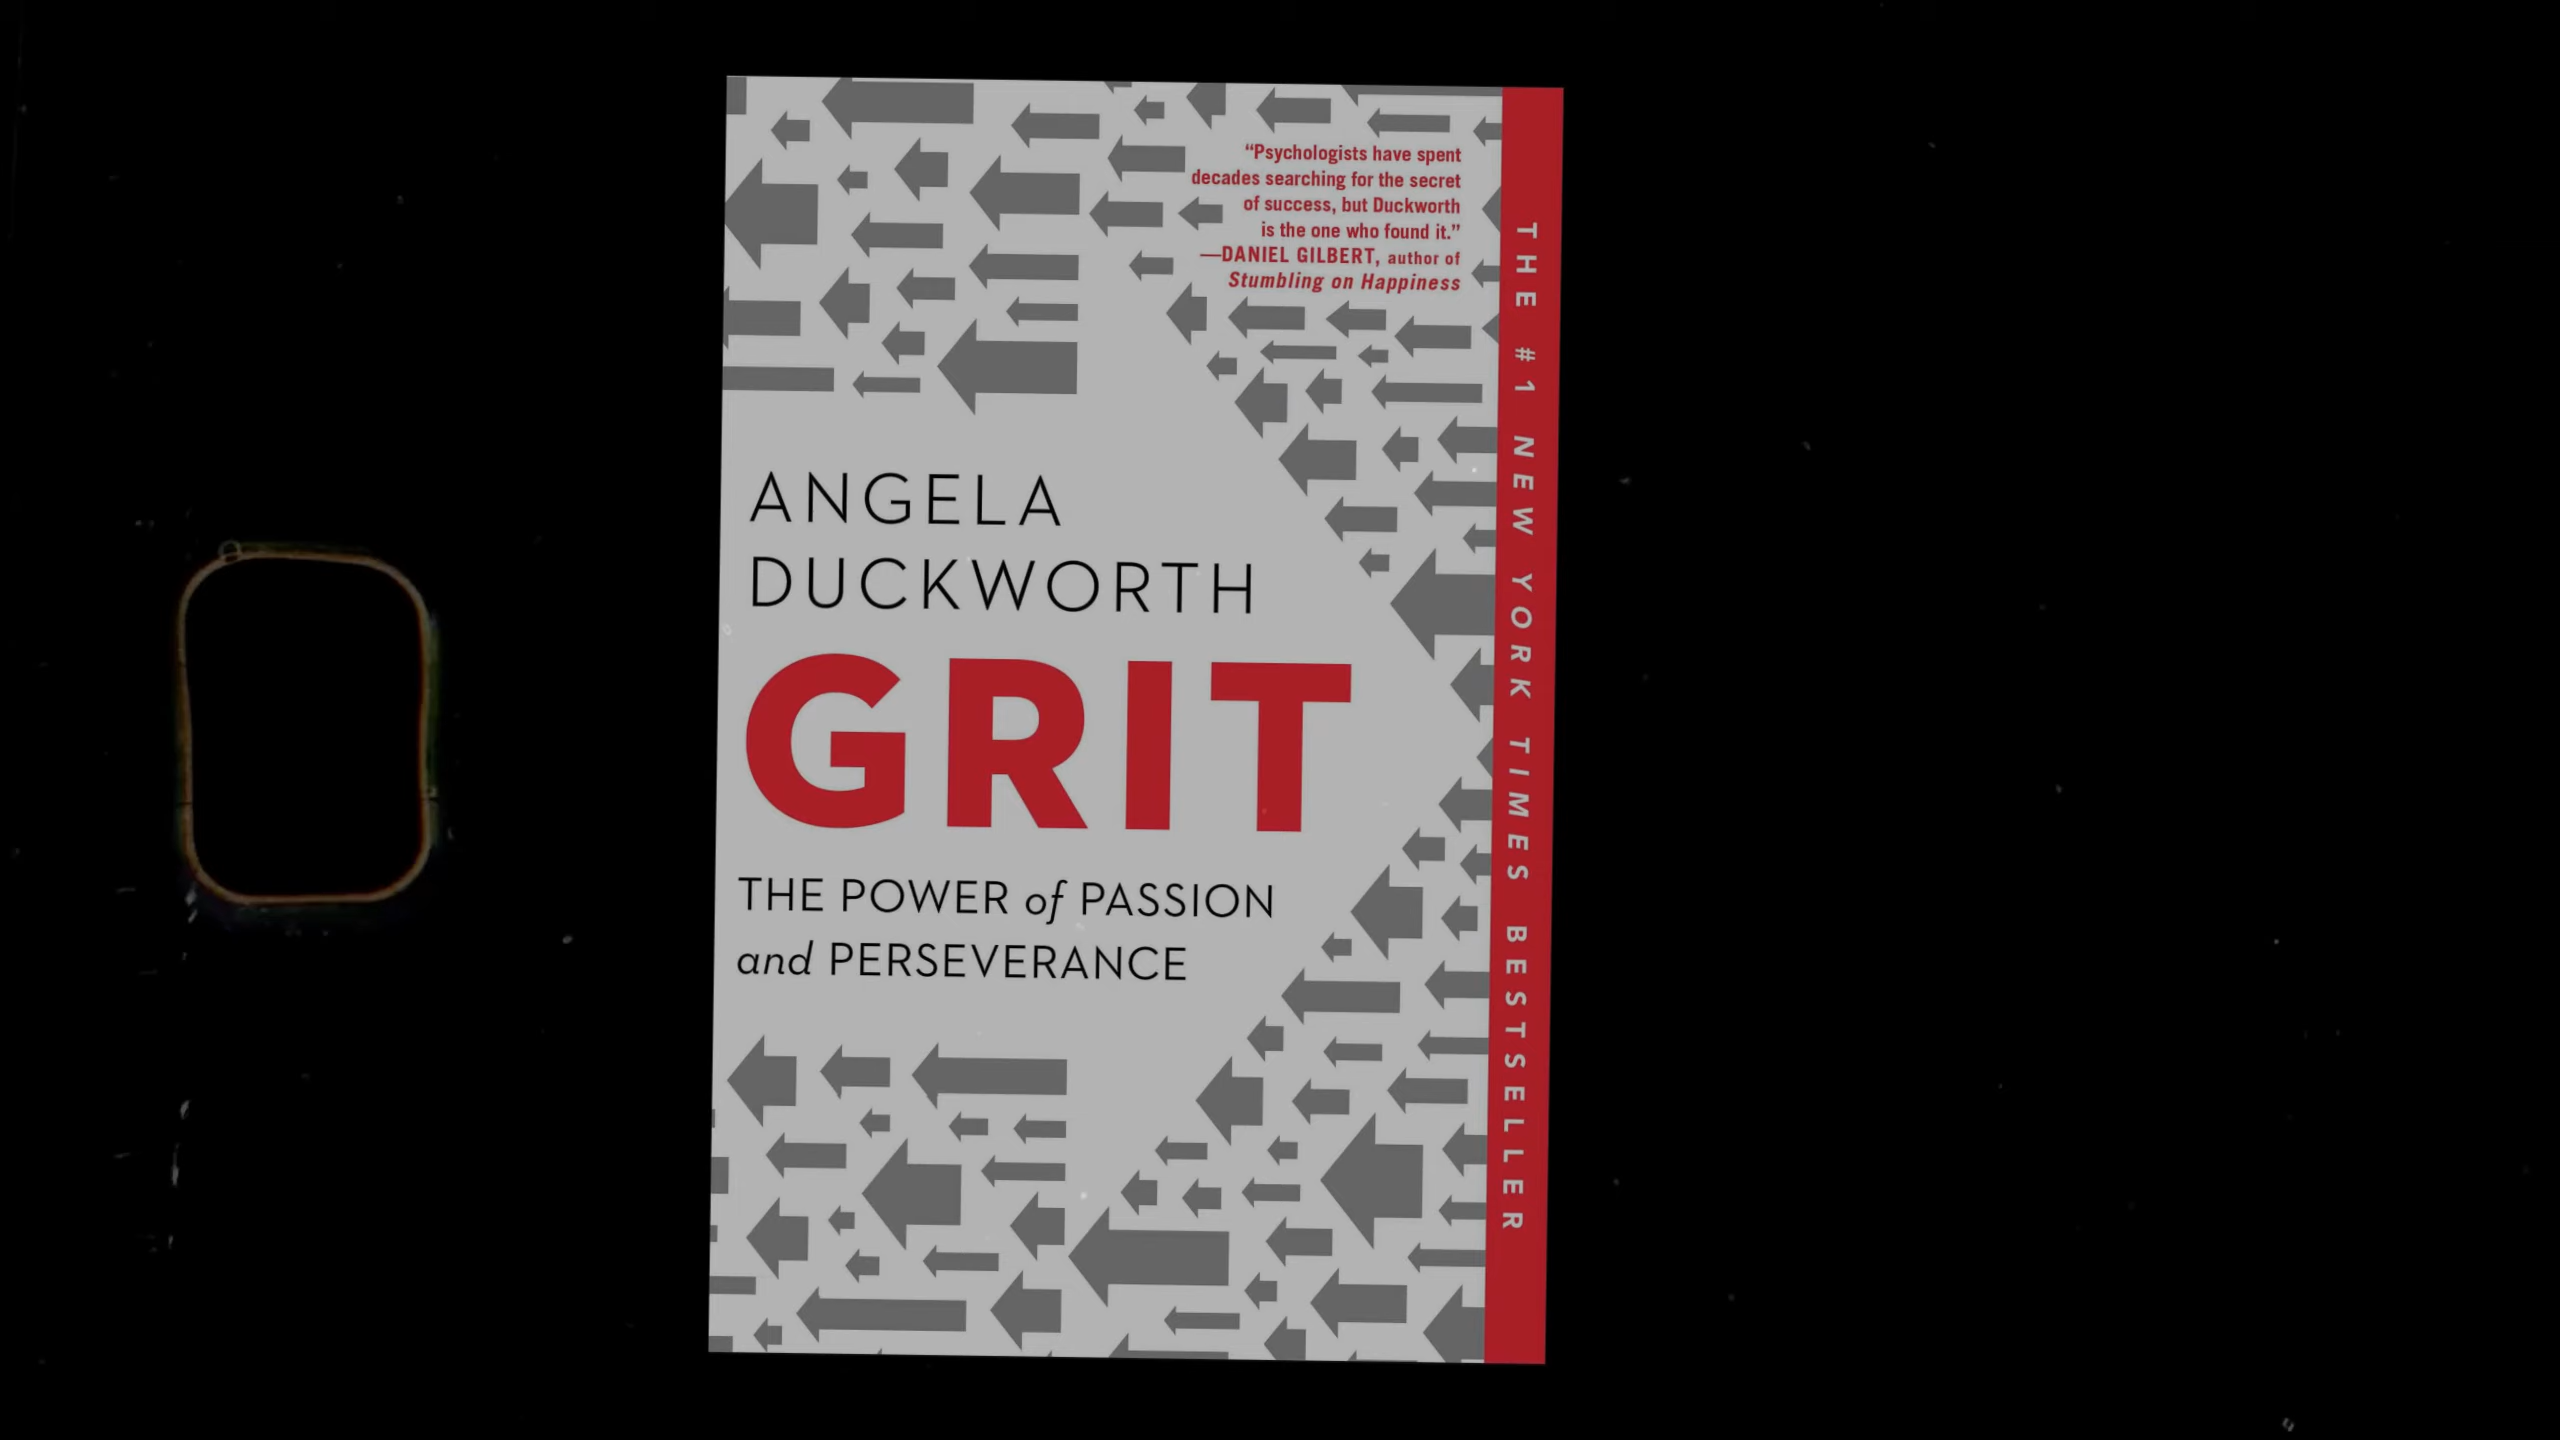 “Psychologists have spent
decades searching for the secret
of success, but Duckworth
is the one who found it.”
—DANIEL GILBERT, author of
Stumbling on Happiness
ANGELA
DUCKWORTH
GRIT
THE POWER of PASSION
and PERSEVERANCE
THE #1 NEW YORK TIMES BESTSELLER